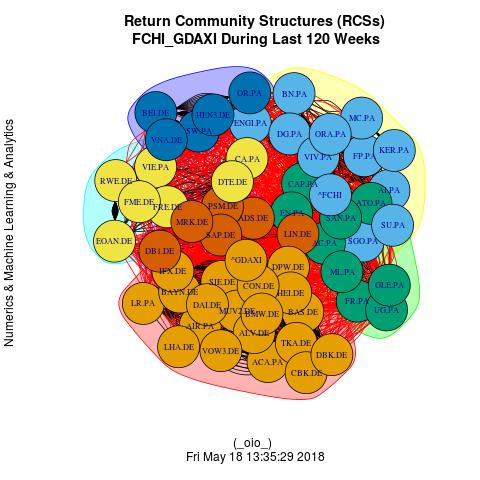 Return Community Structures (RCSs)
FCHI_GDAXI During Last 120 Weeks
Numerics & Machine Learning & Analytics
OR.PA
BN.PA
BEI.DE
HEN3.DE
MC.PA
ENGI.PA
SW.PA
DG.PA
ORA.PA
VNA.DE
KER.PA
VIV.PA
FP.PA
CA.PA
VIE.PA
RWE.DE
DTE.DE
CAP.PA
^FCHI
AI.PA
FME.DE
FRE.DE
ATO.PA
PSM.DE
EN.PA
MRK.DE
ADS.DE
SAN.PA
SU.PA
SAP.DE
LIN.DE
EOAN.DE
AC.PA
SGO.PA
DB1.DE
^GDAXI
DPW.DE
IFX.DE
ML.PA
SIE.DE
CON.DE
GLE.PA
BAYN.DE
HEI.DE
LR.PA
DAI.DE
FR.PA
MUV2.DE
BMW.DE
BAS.DE
UG.PA
AIR.PA
ALV.DE
LHA.DE
VOW3.DE
TKA.DE
DBK.DE
ACA.PA
CBK.DE
(_oio_)
Fri May 18 13:35:29 2018